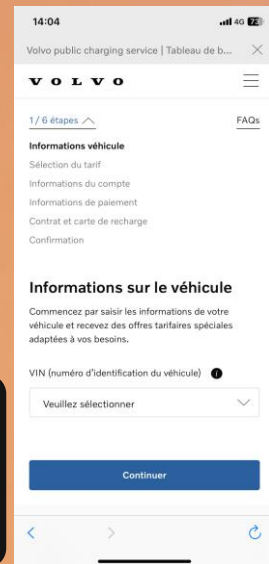 14:04
4G 73
Volvo public charging service | Tableau de b...
VOLVO
1 / 6 étapes
FAQs
Informations véhicule
Sélection du tarif
Informations du compte
Informations de paiement
Contrat et carte de recharge
Confirmation
Informations sur le véhicule
Commencez par saisir les informations de votre
véhicule et recevez des offres tarifaires spéciales
adaptées à vos besoins.
VIN (numéro d'identification du véhicule) i
Veuillez sélectionner
Continuer